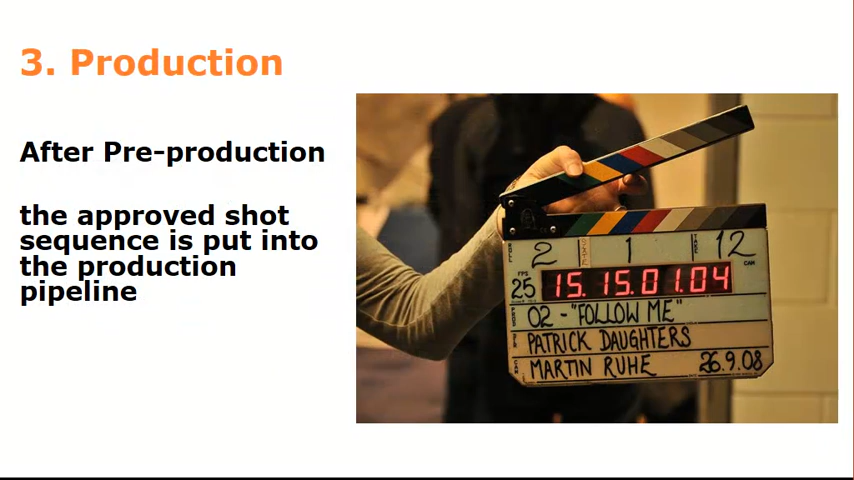 3. Production
After Pre-production
the approved shot
sequence is put into
the production
pipeline
2 1 12
FPS
25 15.15.01.04
02 - "FOLLOW ME"
PATRICK DAUGHTERS
MARTIN RUHE 26.9.08